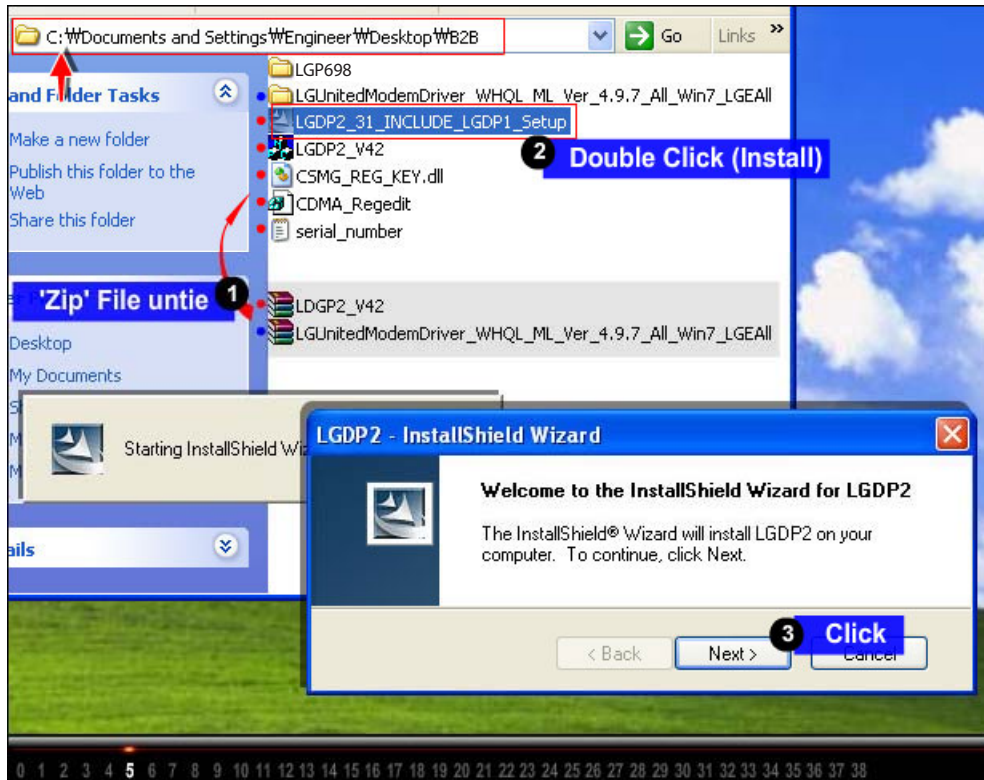 C:₩Documents and Settings₩Engineer₩Desktop₩B2B
Go
Links »
and Folder Tasks
Make a new folder
Publish this folder to the
Web
Share this folder
LGP698
LGUnitedModemDriver_WHQL_ML_Ver_4.9.7_All_Win7_LGEAll
LGDP2_31_INCLUDE_LGDP1_Setup
2 Double Click (Install)
LGDP2_V42
CSMG_REG_KEY.dll
CDMA_Regedit
serial_number
'Zip' File untie 1
LDGP2_V42
LGUnitedModemDriver_WHQL_ML_Ver_4.9.7_All_Win7_LGEAll
Desktop
My Documents
Starting InstallShield Wiz
LGDP2 - InstallShield Wizard
Welcome to the InstallShield Wizard for LGDP2
The InstallShield® Wizard will install LGDP2 on your
computer. To continue, click Next.
ails
3 Click
< Back
Next >
Cancel
0 1 2 3 4 5 6 7 8 9 10 11 12 13 14 15 16 17 18 19 20 21 22 23 24 25 26 27 28 29 30 31 32 33 34 35 36 37 38